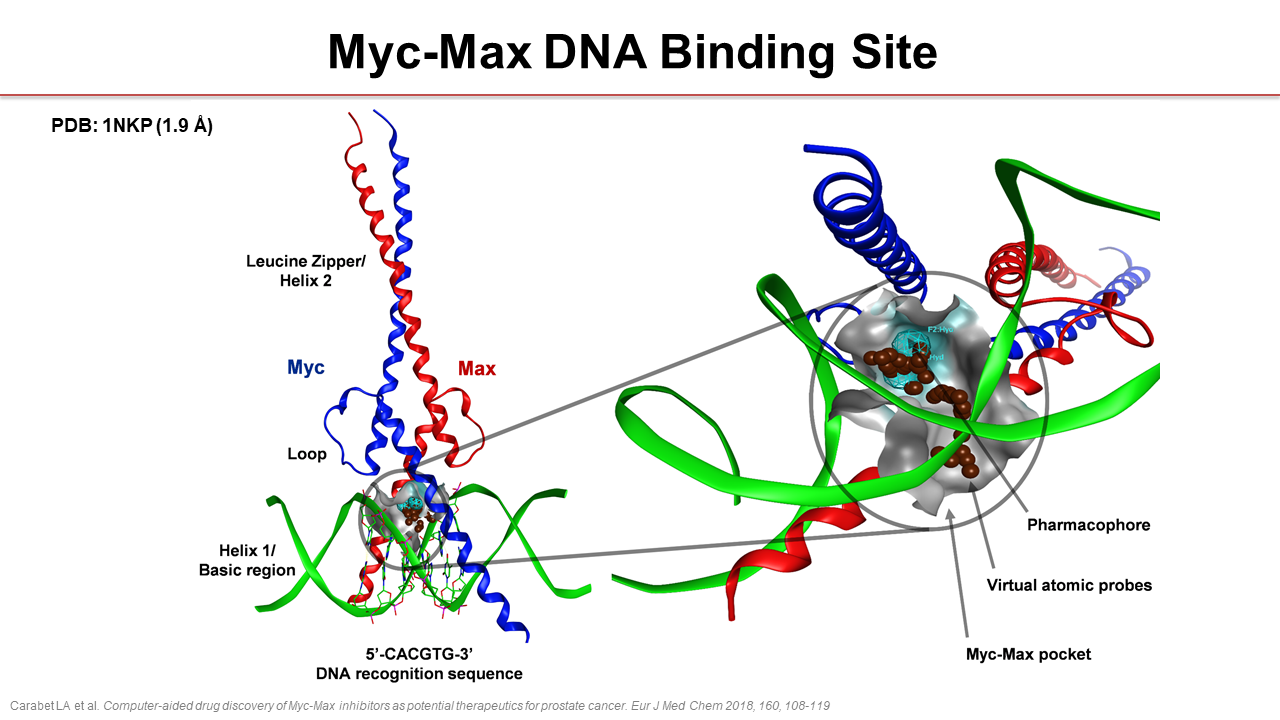 Myc-Max DNA Binding Site
PDB: 1NKP (1.9 Å)
Leucine Zipper/
Helix 2
Myc
Max
Loop
Helix 1/
Basic region
5’-CACGTG-3’
DNA recognition sequence
F2:Hyd
Hyd
Pharmacophore
Virtual atomic probes
Myc-Max pocket
Carabet LA et al. Computer-aided drug discovery of Myc-Max inhibitors as potential therapeutics for prostate cancer. Eur J Med Chem 2018, 160, 108-119